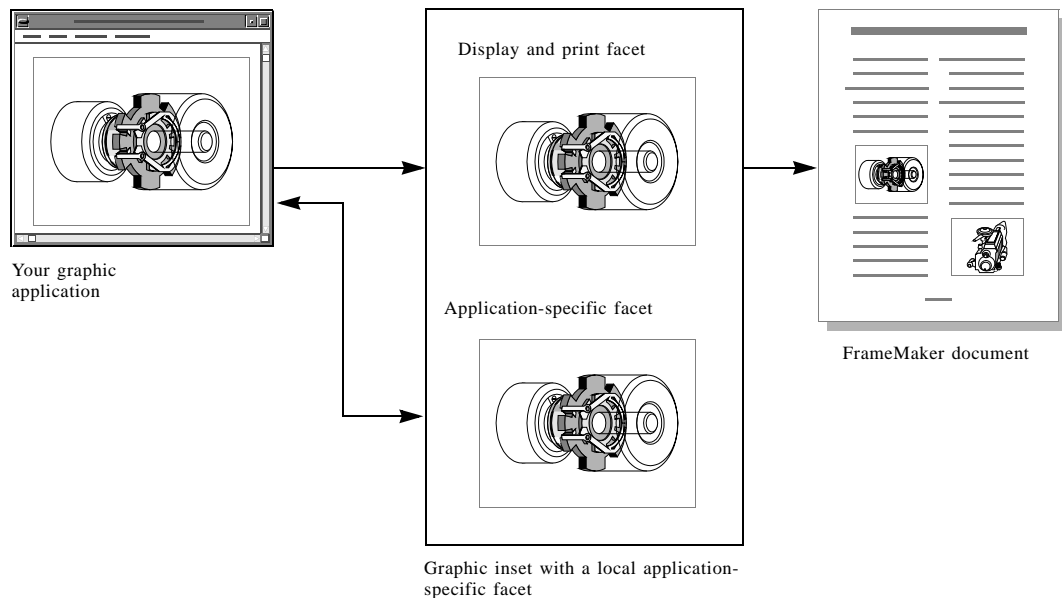 Display and print facet
Your graphic
application
Application-specific facet
FrameMaker document
Graphic inset with a local application-
specific facet